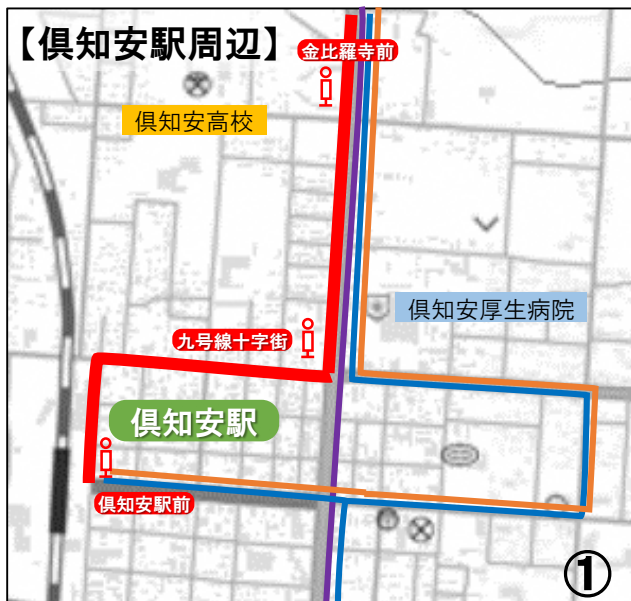 【倶知安駅周辺】
金比羅寺前
倶知安高校
倶知安厚生病院
九号線十字街
倶知安駅
倶知安駅前
①